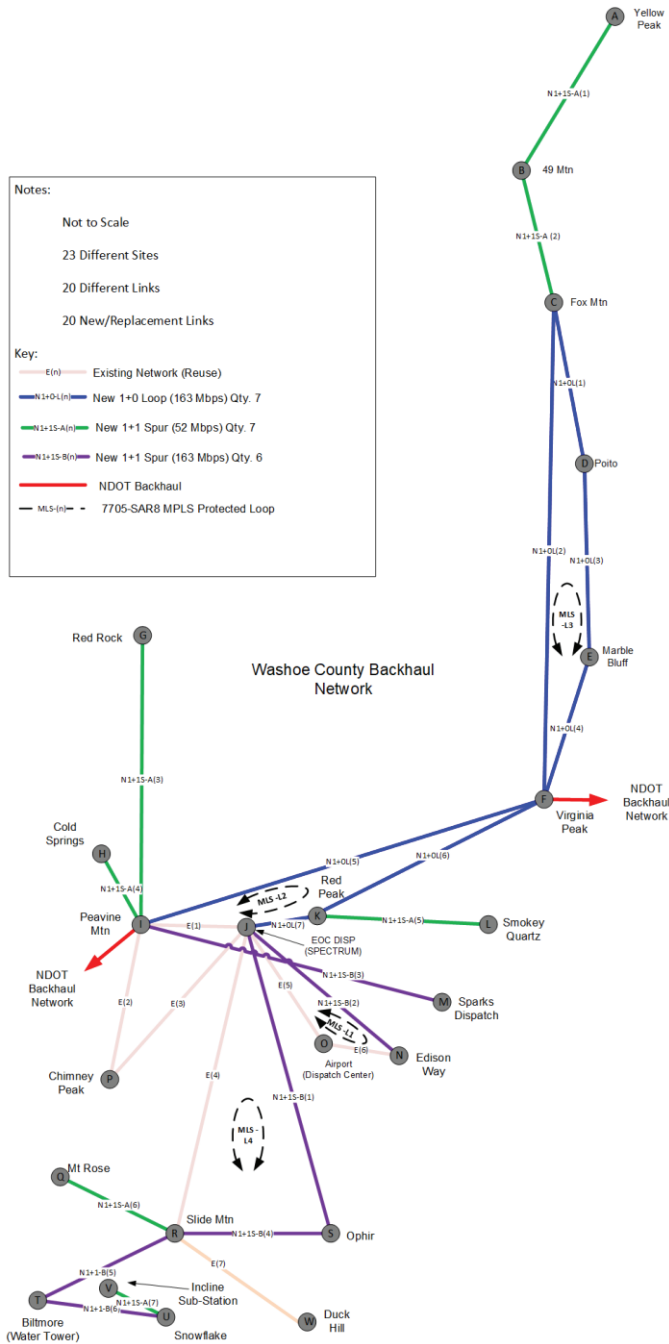 A
Yellow
Peak
N1+1S-A(1)
B
49 Mtn
N1+1S-A (2)
C
Fox Mtn
N1+OL(1)
D
Poito
N1+OL(2)
N1+OL(3)
MLS
-L3
E
Marble
Bluff
N1+OL(4)
F
Virginia
Peak
NDOT
Backhaul
Network
Notes:
Not to Scale
23 Different Sites
20 Different Links
20 New/Replacement Links
Key:
E(n)
Existing Network (Reuse)
N1+O-L(n)
New 1+0 Loop (163 Mbps) Qty. 7
N1+1S-A(n)
New 1+1 Spur (52 Mbps) Qty. 7
N1+1S-B(n)
New 1+1 Spur (163 Mbps) Qty. 6
NDOT Backhaul
MLS-(n)
7705-SAR8 MPLS Protected Loop
Washoe County Backhaul
Network
Red Rock
G
N1+1S-A(3)
Cold
Springs
H
N1+1S-A(4)
Peavine
Mtn
I
NDOT
Backhaul
Network
N1+OL(5)
N1+OL(6)
MLS -L2
Red
Peak
K
E(1)
J
N1+OL(7)
N1+1S-A(5)
L
Smokey
Quartz
EOC DISP
(SPECTRUM)
N1+1S-B(3)
M
Sparks
Dispatch
E(2)
E(3)
E(5)
N1+1S-B(2)
MLS -L1
O
E(6)
N
Airport
(Dispatch Center)
Edison
Way
Chimney
Peak
P
E(4)
N1+1S-B(1)
MLS -
L4
Mt Rose
Q
N1+1S-A(6)
Slide Mtn
R
N1+1S-B(4)
S
Ophir
N1+1-B(5)
E(7)
V
Incline
Sub-Station
T
N1+1S-A(7)
N1+1-B(6)
U
Biltmore
(Water Tower)
Snowflake
W
Duck
Hill